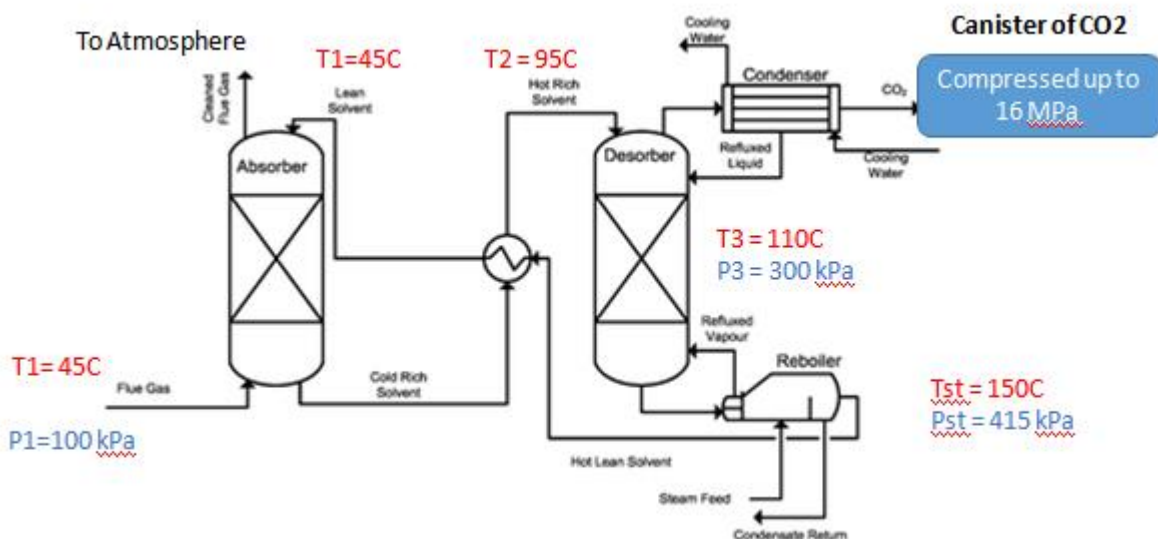 To Atmosphere
Cleaned
Flue Gas
T1=45C
Lean
Solvent
T2 = 95C
Hot Rich
Solvent
Cooling
Water
Condenser
CO₂
Canister of CO2
Compressed up to
16 MPa
Refluxed
Liquid
Cooling
Water
Absorber
Desorber
T3 = 110C
P3 = 300 kPa
Refluxed
Vapour
Reboiler
T1= 45C
Flue Gas
P1=100 kPa
Cold Rich
Solvent
Tst = 150C
Pst = 415 kPa
Hot Lean Solvent
Steam Feed
Condensate Return